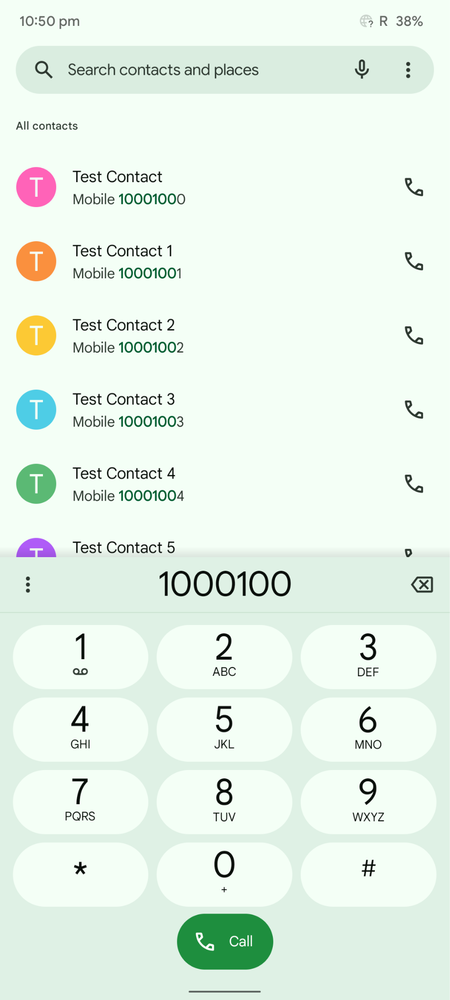 10:50 pm R 38%
Search contacts and places
All contacts
T Test Contact
Mobile 10001000
T Test Contact 1
Mobile 10001001
T Test Contact 2
Mobile 10001002
T Test Contact 3
Mobile 10001003
T Test Contact 4
Mobile 10001004
T Test Contact 5
1000100
1 2 3
ABC DEF
4 5 6
GHI JKL MNO
7 8 9
PQRS TUV WXYZ
* 0 #
+
Call